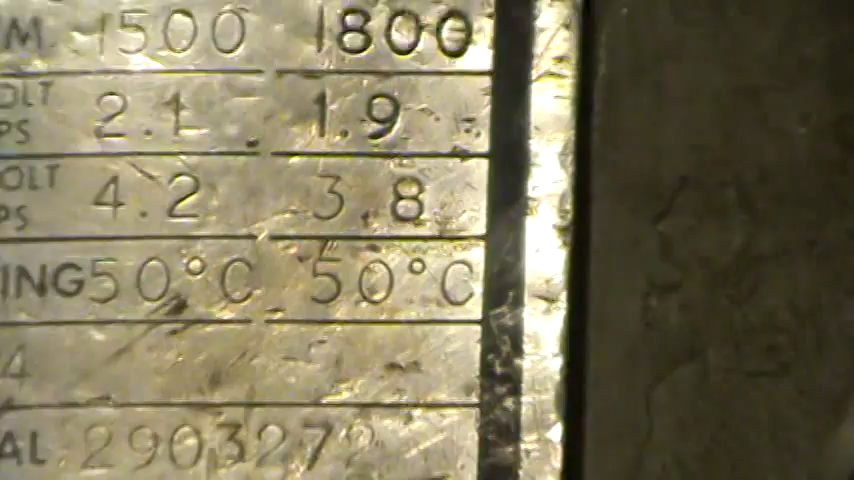 M 1500 1800
OLT
PS 2.1 1.9
OLT
PS 4.2 3.8
ING 50°C 50°C
4
AL 2903272